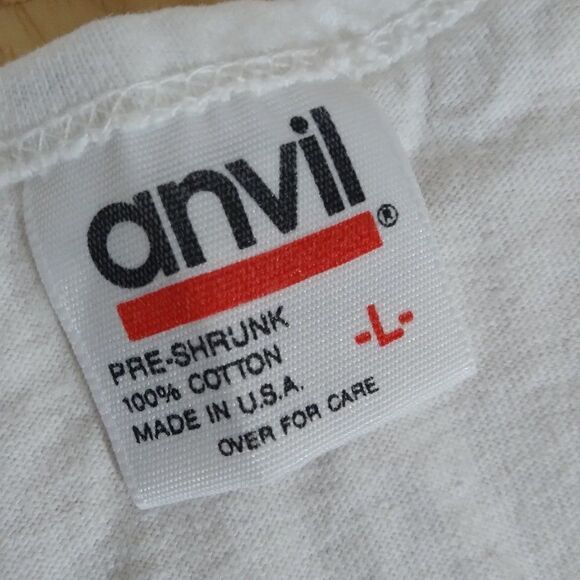 anvil®
PRE-SHRUNK
100% COTTON
MADE IN U.S.A.
-L-
OVER FOR CARE